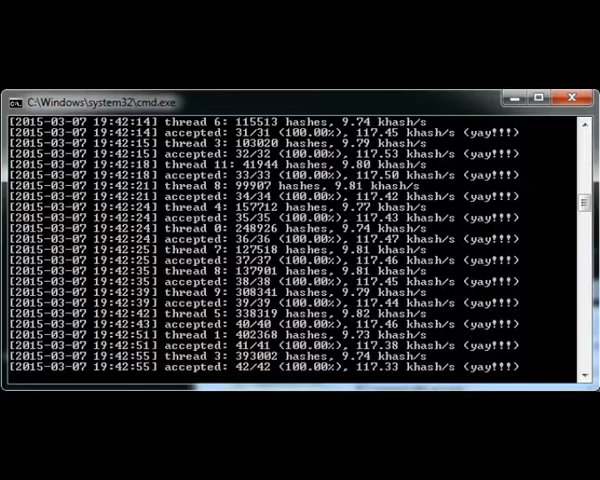 C:\Windows\system32\cmd.exe
[2015-03-07 19:42:14] thread 6: 115513 hashes, 9.74 khash/s
[2015-03-07 19:42:14] accepted: 31/31 (100.00%), 117.45 khash/s (yay!!!)
[2015-03-07 19:42:15] thread 3: 103020 hashes, 9.79 khash/s
[2015-03-07 19:42:15] accepted: 32/32 (100.00%), 117.53 khash/s (yay!!!)
[2015-03-07 19:42:18] thread 11: 41944 hashes, 9.80 khash/s
[2015-03-07 19:42:18] accepted: 33/33 (100.00%), 117.50 khash/s (yay!!!)
[2015-03-07 19:42:21] thread 8: 99907 hashes, 9.81 khash/s
[2015-03-07 19:42:21] accepted: 34/34 (100.00%), 117.42 khash/s (yay!!!)
[2015-03-07 19:42:24] thread 4: 157712 hashes, 9.77 khash/s
[2015-03-07 19:42:24] accepted: 35/35 (100.00%), 117.43 khash/s (yay!!!)
[2015-03-07 19:42:24] thread 0: 248926 hashes, 9.74 khash/s
[2015-03-07 19:42:24] accepted: 36/36 (100.00%), 117.47 khash/s (yay!!!)
[2015-03-07 19:42:25] thread 7: 127518 hashes, 9.81 khash/s
[2015-03-07 19:42:25] accepted: 37/37 (100.00%), 117.46 khash/s (yay!!!)
[2015-03-07 19:42:35] thread 8: 137901 hashes, 9.81 khash/s
[2015-03-07 19:42:35] accepted: 38/38 (100.00%), 117.45 khash/s (yay!!!)
[2015-03-07 19:42:39] thread 9: 308341 hashes, 9.79 khash/s
[2015-03-07 19:42:39] accepted: 39/39 (100.00%), 117.44 khash/s (yay!!!)
[2015-03-07 19:42:42] thread 5: 338319 hashes, 9.82 khash/s
[2015-03-07 19:42:43] accepted: 40/40 (100.00%), 117.46 khash/s (yay!!!)
[2015-03-07 19:42:51] thread 1: 402368 hashes, 9.73 khash/s
[2015-03-07 19:42:51] accepted: 41/41 (100.00%), 117.38 khash/s (yay!!!)
[2015-03-07 19:42:55] thread 3: 393002 hashes, 9.74 khash/s
[2015-03-07 19:42:55] accepted: 42/42 (100.00%), 117.33 khash/s (yay!!!)